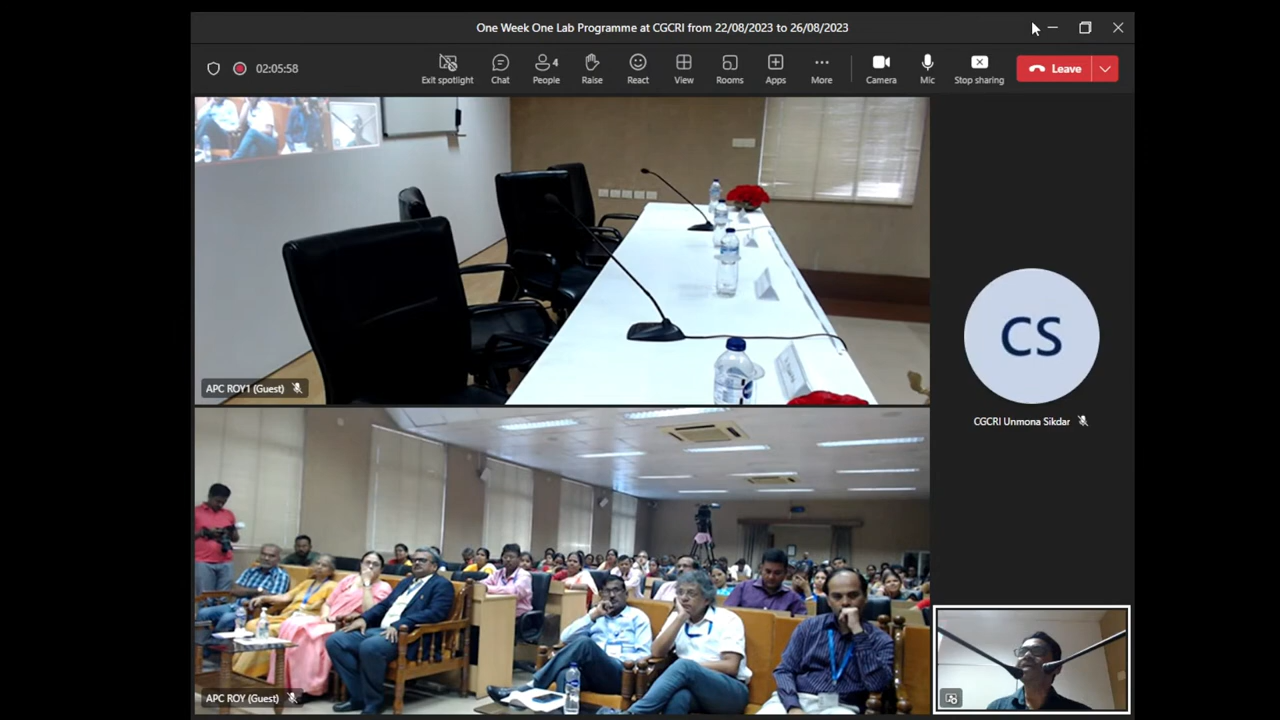 One Week One Lab Programme at CGCRI from 22/08/2023 to 26/08/2023
02:05:58
Exit spotlight
Chat
4
People
Raise
React
View
Rooms
Apps
More
Camera
Mic
Stop sharing
Leave
APC ROY1 (Guest)
CS
CGCRI Unmona Sikdar
APC ROY (Guest)